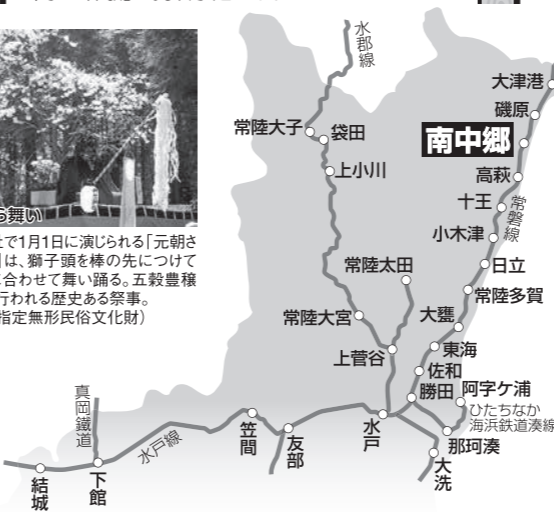 ら舞い
社で1月1日に演じられる「元朝さ
」は、獅子頭を棒の先につけて
に合わせて舞い踊る。五穀豊穣
行われる歴史ある祭事。
指定無形民俗文化財）
水郡線
大津港
磯原
南中郷
常陸大子
袋田
上小川
高萩
十王
常磐線
小木津
日立
常陸太田
常陸多賀
大甕
常陸大宮
上菅谷
東海
佐和
勝田
阿字ケ浦
ひたちなか
海浜鉄道湊線
那珂湊
大洗
水戸
友部
笠間
水戸線
真岡鐵道
下館
結城